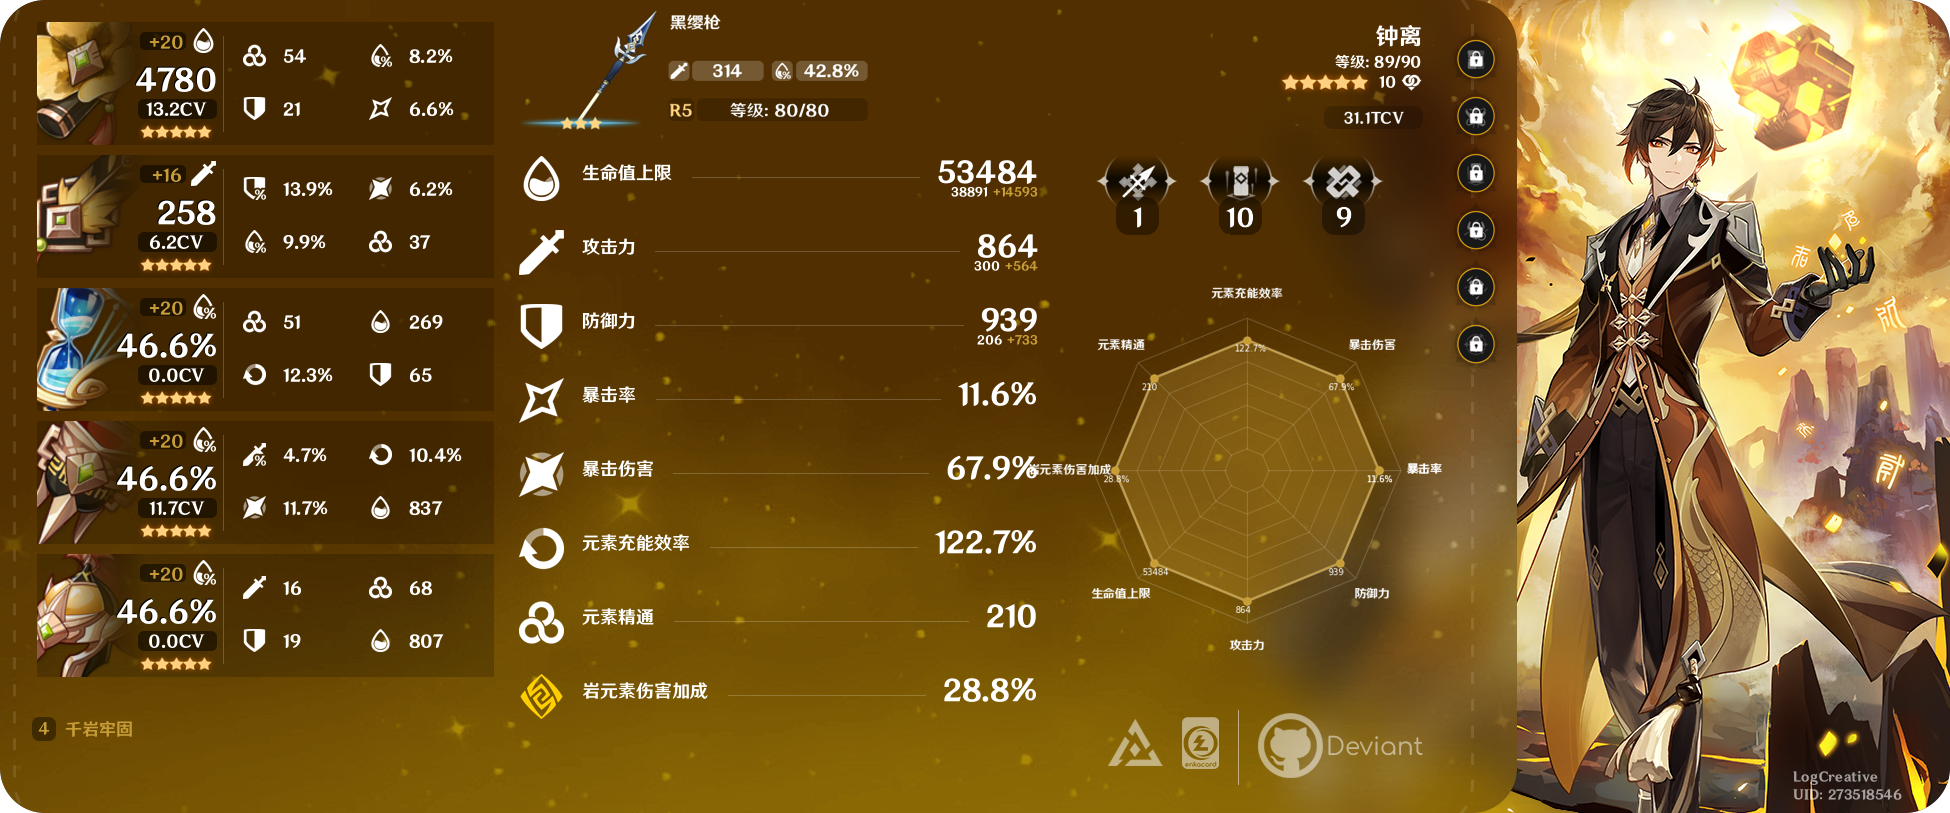 +20
4780
13.2CV
54
8.2%
21
6.6%
+16
258
6.2CV
13.9%
6.2%
9.9%
37
+20
46.6%
0.0CV
51
269
12.3%
65
+20
46.6%
11.7CV
4.7%
10.4%
11.7%
837
+20
46.6%
0.0CV
16
68
19
807
4 千岩牢固
黑缨枪
314 42.8%
R5 等级: 80/80
生命值上限 53484
38891 +14593
攻击力 864
300 +564
防御力 939
206 +733
暴击率 11.6%
暴击伤害 67.9%
元素充能效率 122.7%
元素精通 210
岩元素伤害加成 28.8%
钟离
等级: 89/90
10
31.1TCV
1 10 9
元素充能效率
122.7%
元素精通
210
暴击伤害
67.9%
岩元素伤害加成
28.8%
暴击率
11.6%
生命值上限
53484
防御力
939
864
攻击力
enkacard
Deviant
LogCreative
UID: 273518546